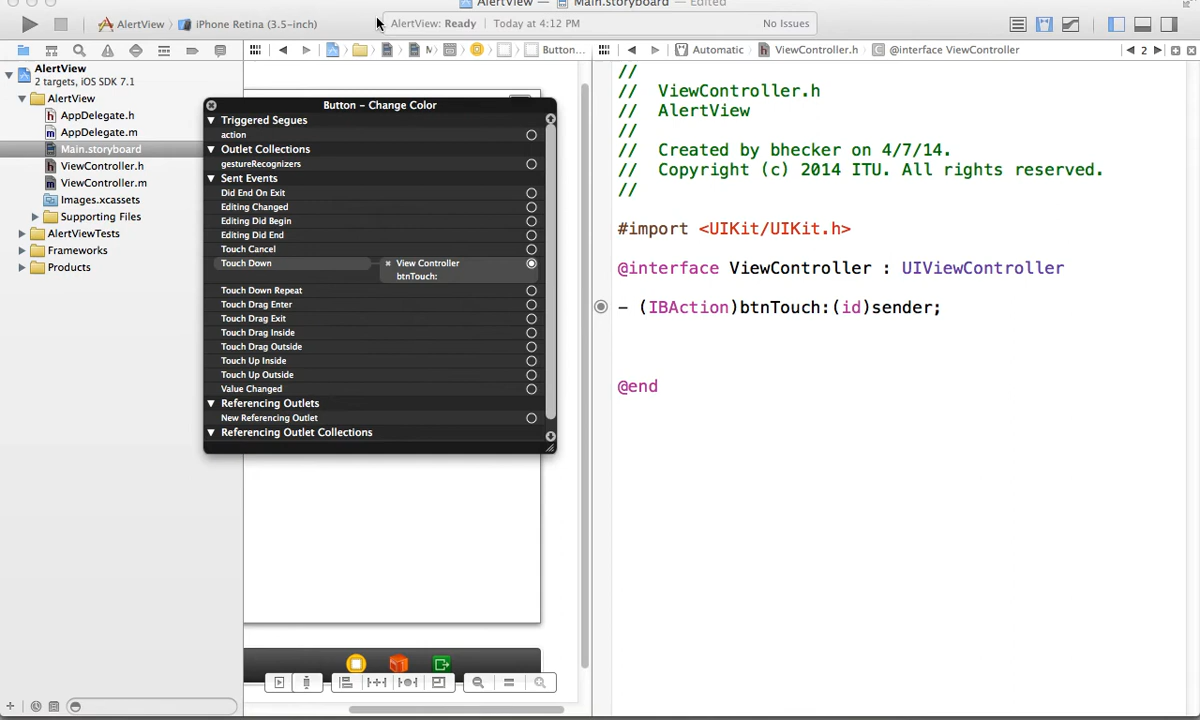 AlertView — Main.storyboard — Edited
AlertView iPhone Retina (3.5-inch) AlertView: Ready Today at 4:12 PM No Issues
M Button... Automatic ViewController.h @interface ViewController 2
AlertView
2 targets, iOS SDK 7.1
AlertView
AppDelegate.h
AppDelegate.m
Main.storyboard
ViewController.h
ViewController.m
Images.xcassets
Supporting Files
AlertViewTests
Frameworks
Products
Button – Change Color
Triggered Segues
action
Outlet Collections
gestureRecognizers
Sent Events
Did End On Exit
Editing Changed
Editing Did Begin
Editing Did End
Touch Cancel
Touch Down View Controller
btnTouch:
Touch Down Repeat
Touch Drag Enter
Touch Drag Exit
Touch Drag Inside
Touch Drag Outside
Touch Up Inside
Touch Up Outside
Value Changed
Referencing Outlets
New Referencing Outlet
Referencing Outlet Collections
//
// ViewController.h
// AlertView
//
// Created by bhecker on 4/7/14.
// Copyright (c) 2014 ITU. All rights reserved.
//
#import <UIKit/UIKit.h>
@interface ViewController : UIViewController
- (IBAction)btnTouch:(id)sender;
@end